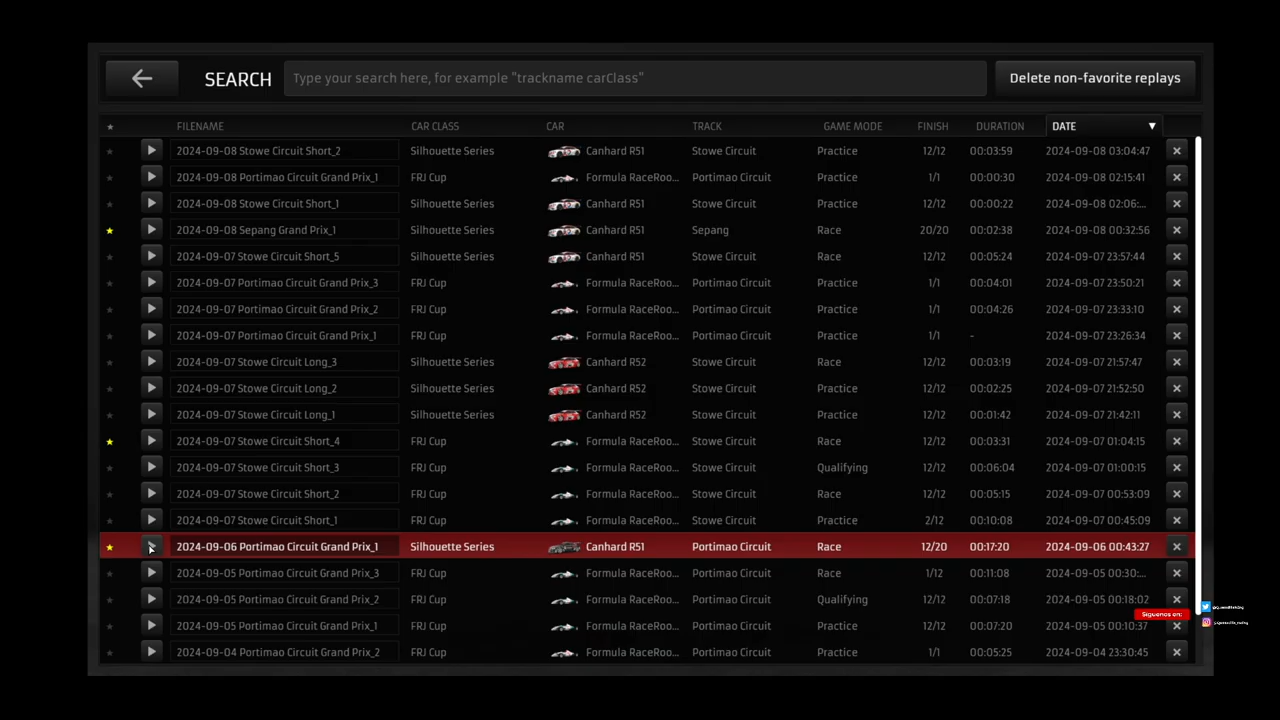 SEARCH Type your search here, for example "trackname carClass" Delete non-favorite replays
FILENAME CAR CLASS CAR TRACK GAME MODE FINISH DURATION DATE
2024-09-08 Stowe Circuit Short_2 Silhouette Series Canhard R51 Stowe Circuit Practice 12/12 00:03:59 2024-09-08 03:04:47
2024-09-08 Portimao Circuit Grand Prix_1 FRJ Cup Formula RaceRoo... Portimao Circuit Practice 1/1 00:00:30 2024-09-08 02:15:41
2024-09-08 Stowe Circuit Short_1 Silhouette Series Canhard R51 Stowe Circuit Practice 12/12 00:00:22 2024-09-08 02:06:...
2024-09-08 Sepang Grand Prix_1 Silhouette Series Canhard R51 Sepang Race 20/20 00:02:38 2024-09-08 00:32:56
2024-09-07 Stowe Circuit Short_5 Silhouette Series Canhard R51 Stowe Circuit Race 12/12 00:05:24 2024-09-07 23:57:44
2024-09-07 Portimao Circuit Grand Prix_3 FRJ Cup Formula RaceRoo... Portimao Circuit Practice 1/1 00:04:01 2024-09-07 23:50:21
2024-09-07 Portimao Circuit Grand Prix_2 FRJ Cup Formula RaceRoo... Portimao Circuit Practice 1/1 00:04:26 2024-09-07 23:33:10
2024-09-07 Portimao Circuit Grand Prix_1 FRJ Cup Formula RaceRoo... Portimao Circuit Practice 1/1 - 2024-09-07 23:26:34
2024-09-07 Stowe Circuit Long_3 Silhouette Series Canhard R52 Stowe Circuit Race 12/12 00:03:19 2024-09-07 21:57:47
2024-09-07 Stowe Circuit Long_2 Silhouette Series Canhard R52 Stowe Circuit Practice 12/12 00:02:25 2024-09-07 21:52:50
2024-09-07 Stowe Circuit Long_1 Silhouette Series Canhard R52 Stowe Circuit Practice 12/12 00:01:42 2024-09-07 21:42:11
2024-09-07 Stowe Circuit Short_4 FRJ Cup Formula RaceRoo... Stowe Circuit Race 12/12 00:03:31 2024-09-07 01:04:15
2024-09-07 Stowe Circuit Short_3 FRJ Cup Formula RaceRoo... Stowe Circuit Qualifying 12/12 00:06:04 2024-09-07 01:00:15
2024-09-07 Stowe Circuit Short_2 FRJ Cup Formula RaceRoo... Stowe Circuit Race 12/12 00:05:15 2024-09-07 00:53:09
2024-09-07 Stowe Circuit Short_1 FRJ Cup Formula RaceRoo... Stowe Circuit Practice 2/12 00:10:08 2024-09-07 00:45:09
2024-09-06 Portimao Circuit Grand Prix_1 Silhouette Series Canhard R51 Portimao Circuit Race 12/20 00:17:20 2024-09-06 00:43:27
2024-09-05 Portimao Circuit Grand Prix_3 FRJ Cup Formula RaceRoo... Portimao Circuit Race 1/12 00:11:08 2024-09-05 00:30:...
2024-09-05 Portimao Circuit Grand Prix_2 FRJ Cup Formula RaceRoo... Portimao Circuit Qualifying 12/12 00:07:18 2024-09-05 00:18:02
Siguenos en:
2024-09-05 Portimao Circuit Grand Prix_1 FRJ Cup Formula RaceRoo... Portimao Circuit Practice 12/12 00:07:20 2024-09-05 00:10:37
2024-09-04 Portimao Circuit Grand Prix_2 FRJ Cup Formula RaceRoo... Portimao Circuit Practice 1/1 00:05:25 2024-09-04 23:30:45